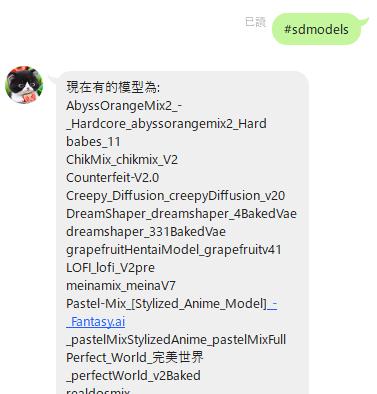 已讀
#sdmodels
現在有的模型為:
AbyssOrangeMix2_-
_Hardcore_abyssorangemix2_Hard
babes_11
ChikMix_chikmix_V2
Counterfeit-V2.0
Creepy_Diffusion_creepyDiffusion_v20
DreamShaper_dreamshaper_4BakedVae
dreamshaper_331BakedVae
grapefruitHentaiModel_grapefruitv41
LOFI_lofi_V2pre
meinamix_meinaV7
Pastel-Mix_[Stylized_Anime_Model]_-
_Fantasy.ai
_pastelMixStylizedAnime_pastelMixFull
Perfect_World_完美世界
_perfectWorld_v2Baked
realdosmix